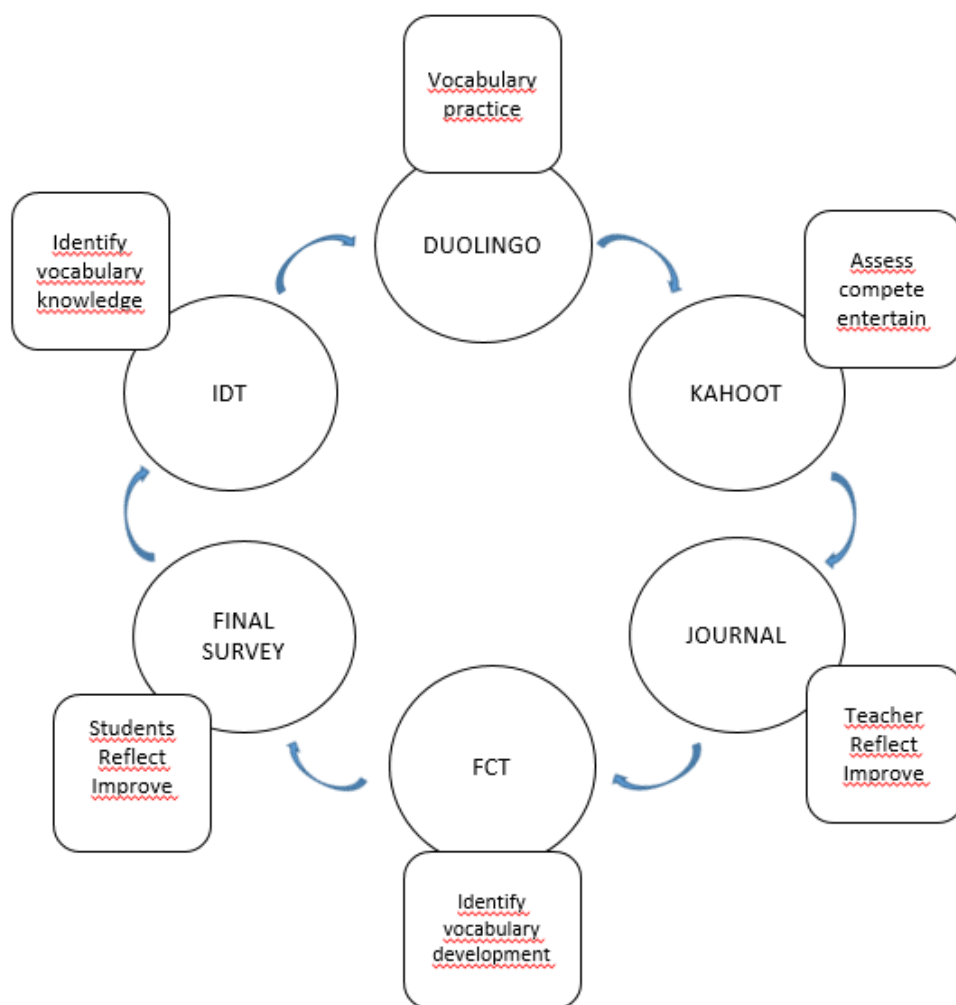 Vocabulary
practice
DUOLINGO
Identify
vocabulary
knowledge
IDT
Assess
compete
entertain
KAHOOT
JOURNAL
Teacher
Reflect
Improve
FCT
Identify
vocabulary
development
FINAL
SURVEY
Students
Reflect
Improve